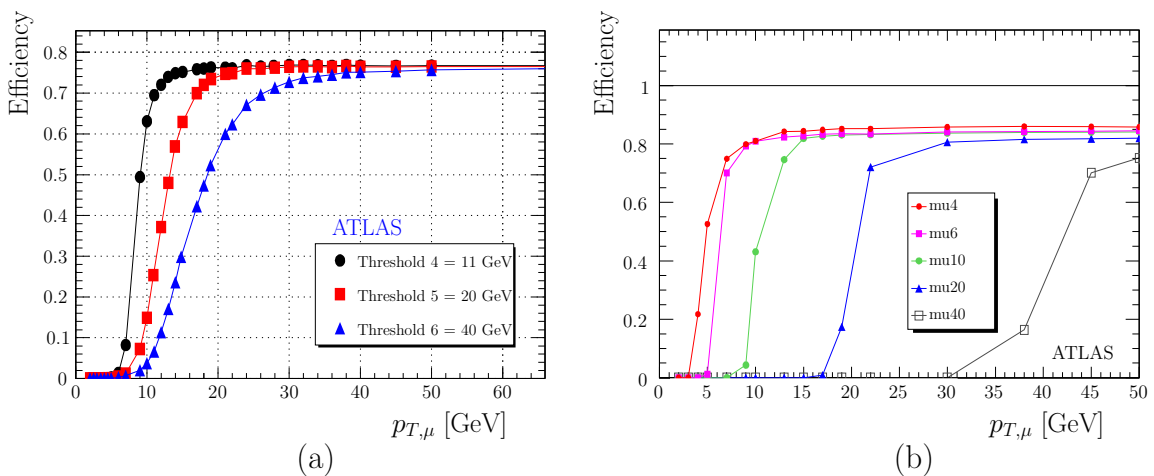 Efficiency
0.8
0.7
0.6
0.5
0.4
0.3
0.2
0.1
0
0 10 20 30 40 50 60
p_{T,μ} [GeV]
ATLAS
Threshold 4 = 11 GeV
Threshold 5 = 20 GeV
Threshold 6 = 40 GeV
(a)
Efficiency
1
0.8
0.6
0.4
0.2
0
0 5 10 15 20 25 30 35 40 45 50
p_{T,μ} [GeV]
mu4
mu6
mu10
mu20
mu40
ATLAS
(b)